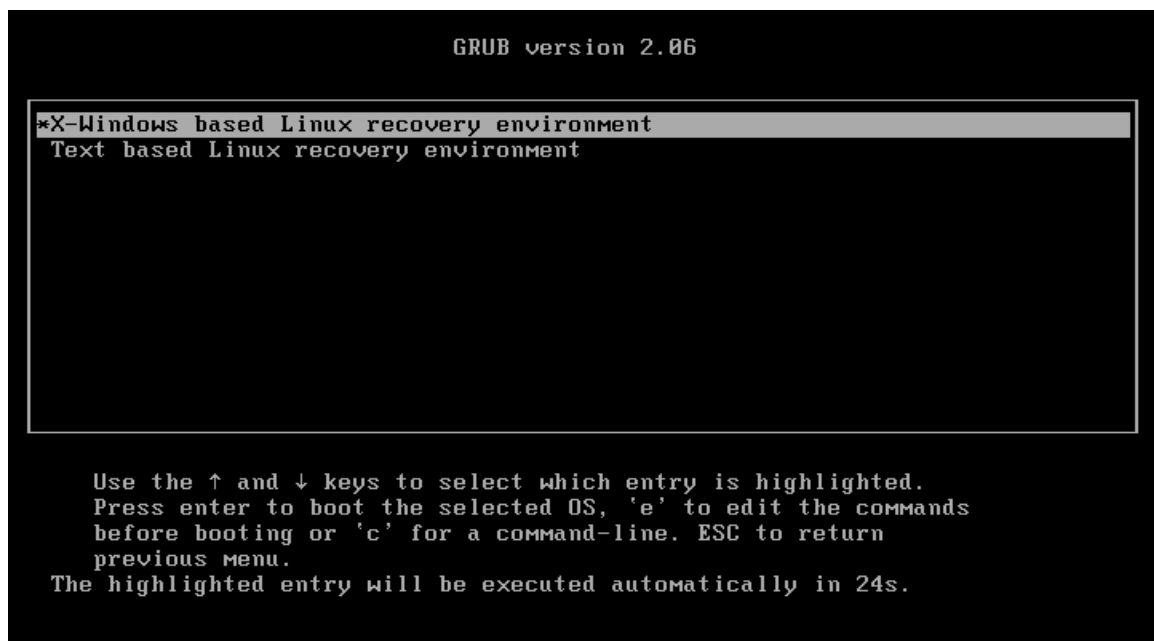 GRUB version 2.06
*X-Windows based Linux recovery environment
Text based Linux recovery environment
Use the ↑ and ↓ keys to select which entry is highlighted.
Press enter to boot the selected OS, `e' to edit the commands
before booting or `c' for a command-line. ESC to return
previous menu.
The highlighted entry will be executed automatically in 24s.